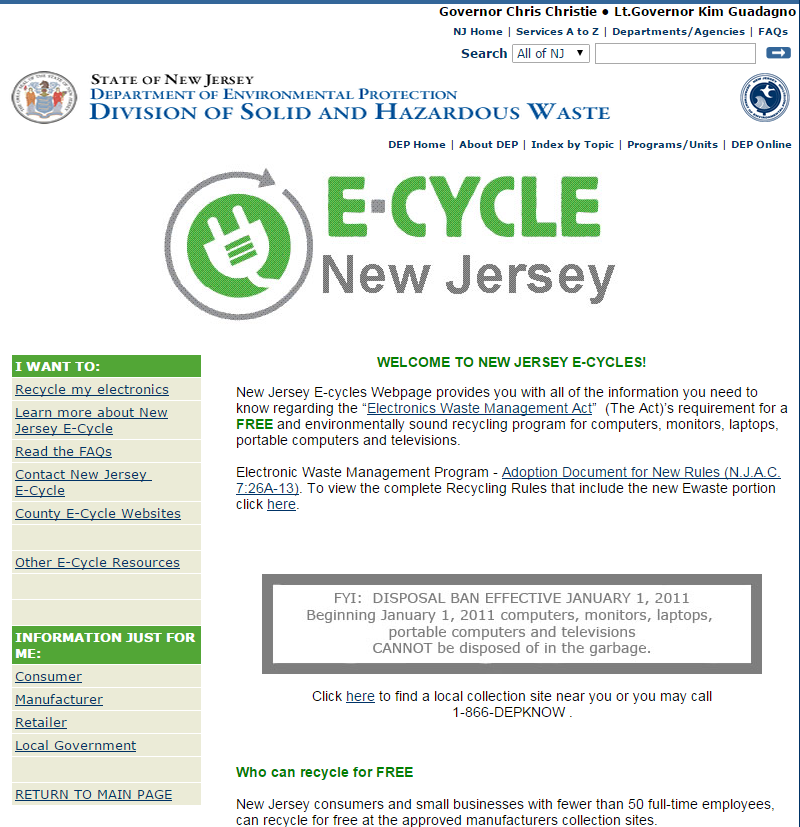 Governor Chris Christie • Lt.Governor Kim Guadagno
NJ Home | Services A to Z | Departments/Agencies | FAQs
Search All of NJ
STATE OF NEW JERSEY
DEPARTMENT OF ENVIRONMENTAL PROTECTION
DIVISION OF SOLID AND HAZARDOUS WASTE
DEP Home | About DEP | Index by Topic | Programs/Units | DEP Online
E-CYCLE
New Jersey
I WANT TO:
Recycle my electronics
Learn more about New
Jersey E-Cycle
Read the FAQs
Contact New Jersey
E-Cycle
County E-Cycle Websites
Other E-Cycle Resources
INFORMATION JUST FOR
ME:
Consumer
Manufacturer
Retailer
Local Government
RETURN TO MAIN PAGE
WELCOME TO NEW JERSEY E-CYCLES!
New Jersey E-cycles Webpage provides you with all of the information you need to
know regarding the “Electronics Waste Management Act” (The Act)’s requirement for a
FREE and environmentally sound recycling program for computers, monitors, laptops,
portable computers and televisions.
Electronic Waste Management Program - Adoption Document for New Rules (N.J.A.C.
7:26A-13). To view the complete Recycling Rules that include the new Ewaste portion
click here.
FYI: DISPOSAL BAN EFFECTIVE JANUARY 1, 2011
Beginning January 1, 2011 computers, monitors, laptops,
portable computers and televisions
CANNOT be disposed of in the garbage.
Click here to find a local collection site near you or you may call
1-866-DEPKNOW .
Who can recycle for FREE
New Jersey consumers and small businesses with fewer than 50 full-time employees,
can recycle for free at the approved manufacturers collection sites.